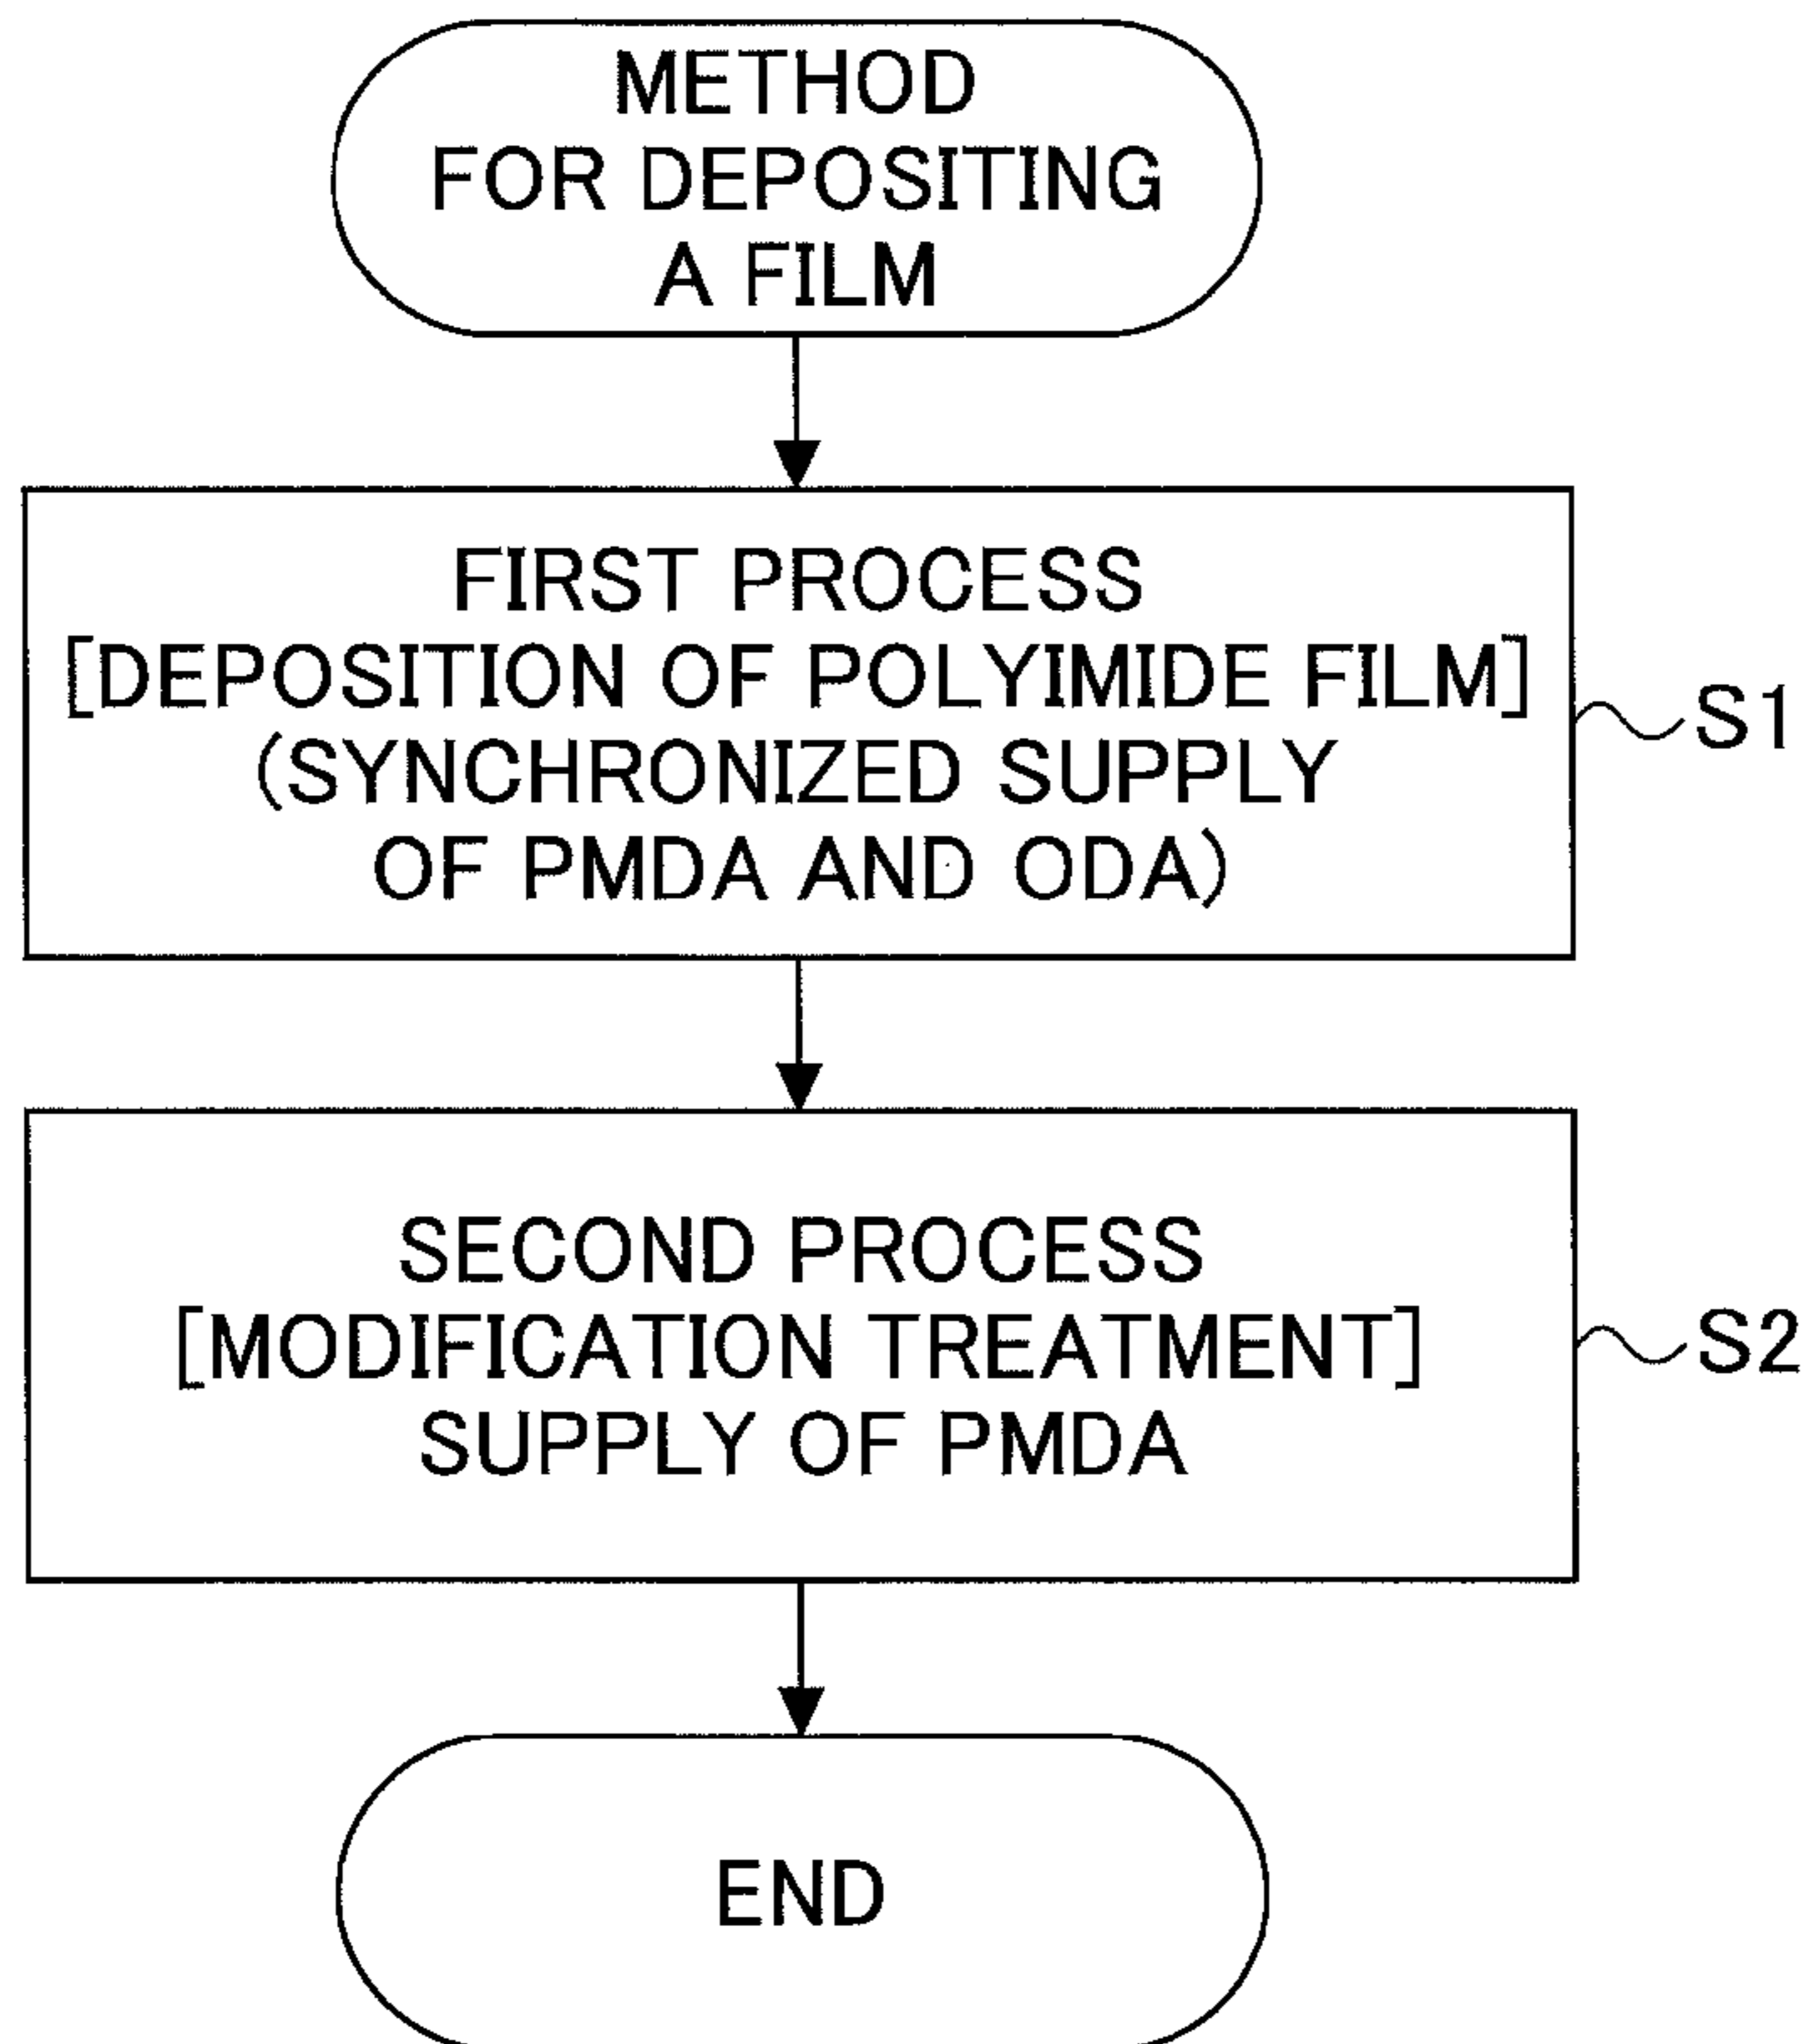 METHOD
FOR DEPOSITING
A FILM
FIRST PROCESS
[DEPOSITION OF POLYIMIDE FILM]
(SYNCHRONIZED SUPPLY
OF PMDA AND ODA)
S1
SECOND PROCESS
[MODIFICATION TREATMENT]
SUPPLY OF PMDA
S2
END